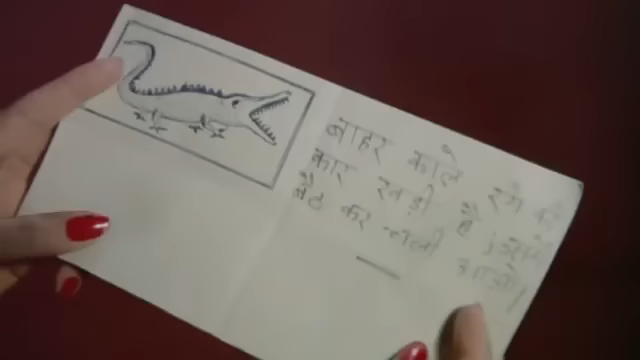 बाहर काले रंग की
कार खड़ी है। उसमें
बैठ कर चली आओ।